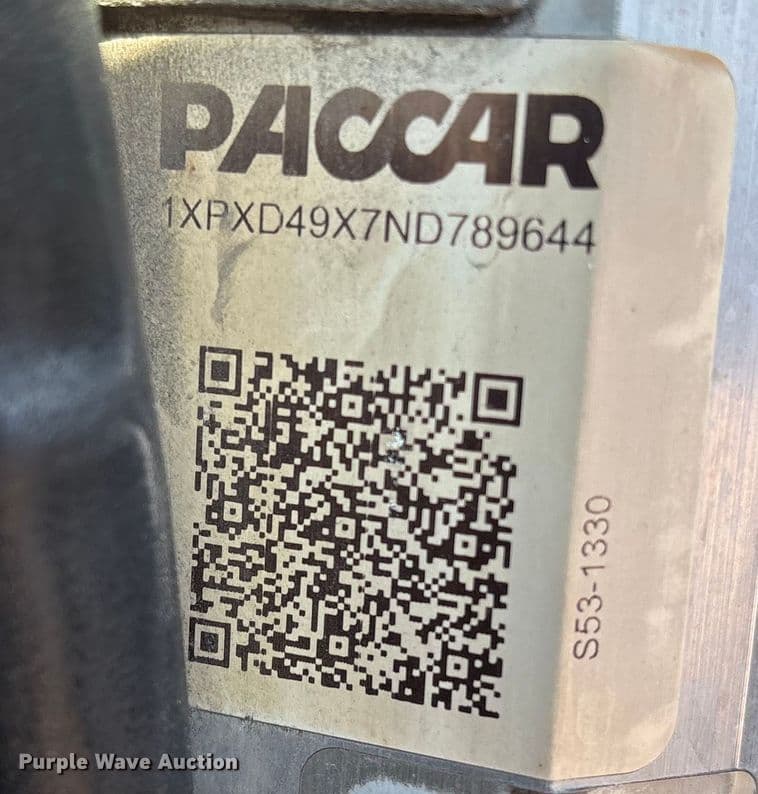 PACCAR
1XPXD49X7ND789644
S53-1330
Purple Wave Auction